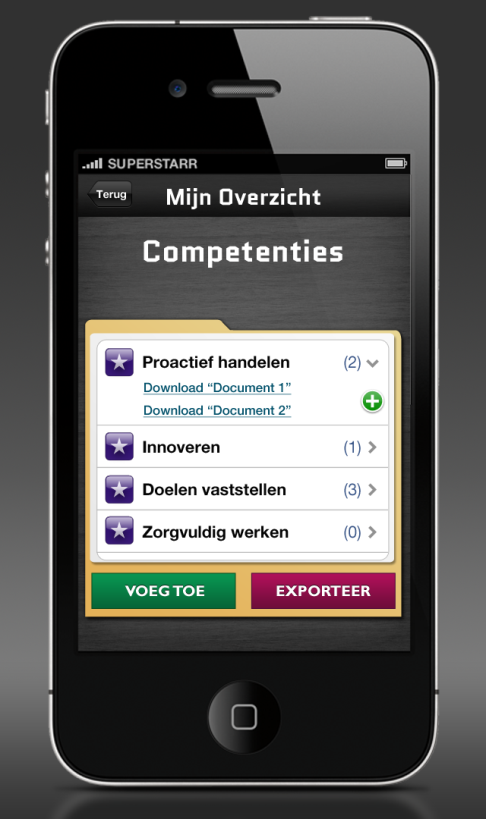 SUPERSTARR
Terug
Mijn Overzicht
Competenties
Proactief handelen (2)
Download “Document 1”
Download “Document 2”
Innoveren (1)
Doelen vaststellen (3)
Zorgvuldig werken (0)
VOEG TOE
EXPORTEER